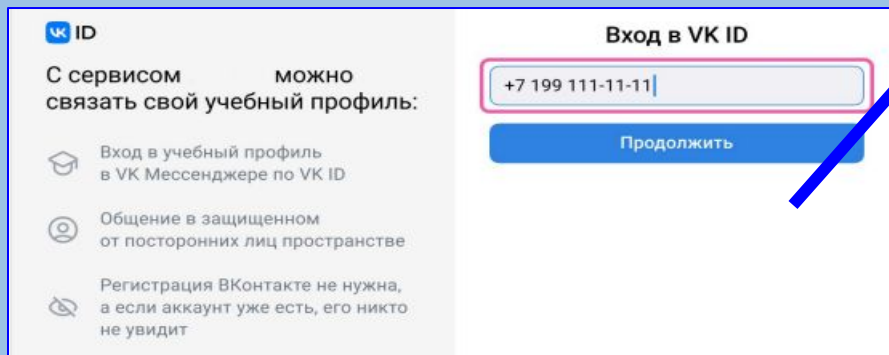 VK ID
С сервисом можно
связать свой учебный профиль:
Вход в учебный профиль
в VK Мессенджере по VK ID
Общение в защищенном
от посторонних лиц пространстве
Регистрация ВКонтакте не нужна,
а если аккаунт уже есть, его никто
не увидит
Вход в VK ID
+7 199 111-11-11
Продолжить